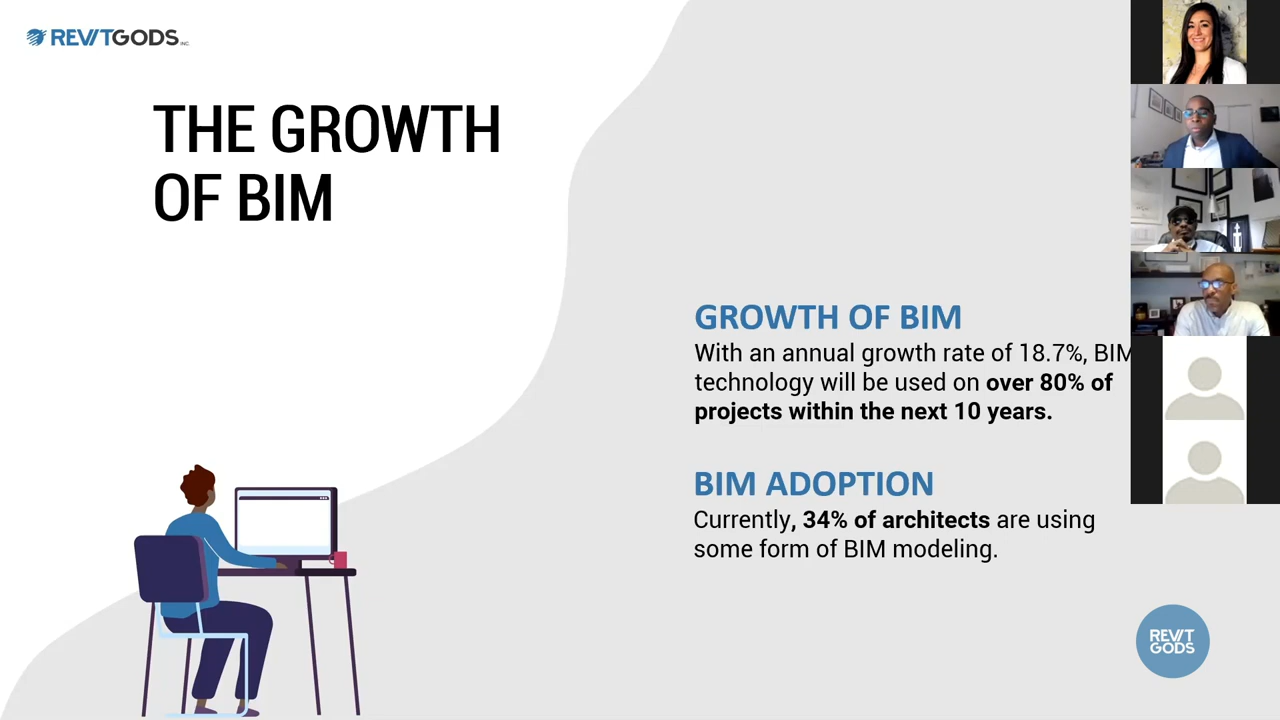 REVITGODS INC.
THE GROWTH
OF BIM
GROWTH OF BIM
With an annual growth rate of 18.7%, BIM
technology will be used on over 80% of
projects within the next 10 years.
BIM ADOPTION
Currently, 34% of architects are using
some form of BIM modeling.
REVIT
GODS